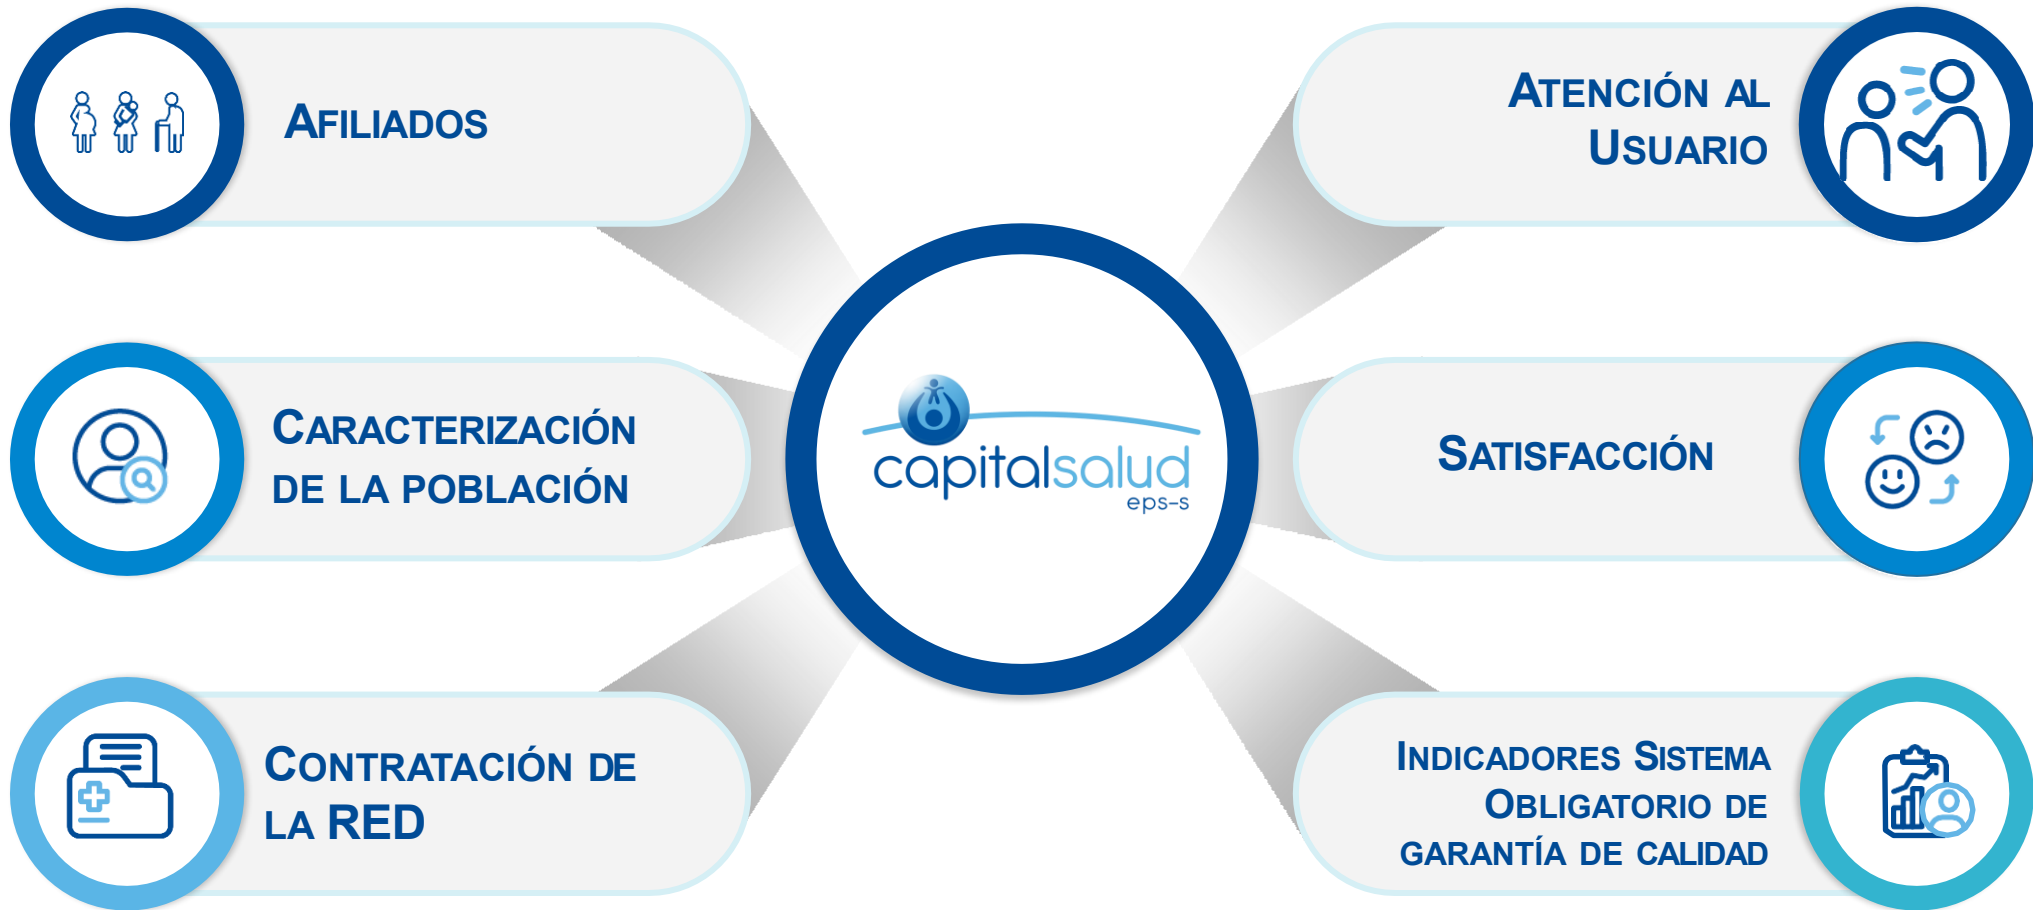 AFILIADOS
CARACTERIZACIÓN
DE LA POBLACIÓN
CONTRATACIÓN DE
LA RED
capitalsalud
eps-s
ATENCIÓN AL
USUARIO
SATISFACCIÓN
INDICADORES SISTEMA
OBLIGATORIO DE
GARANTÍA DE CALIDAD